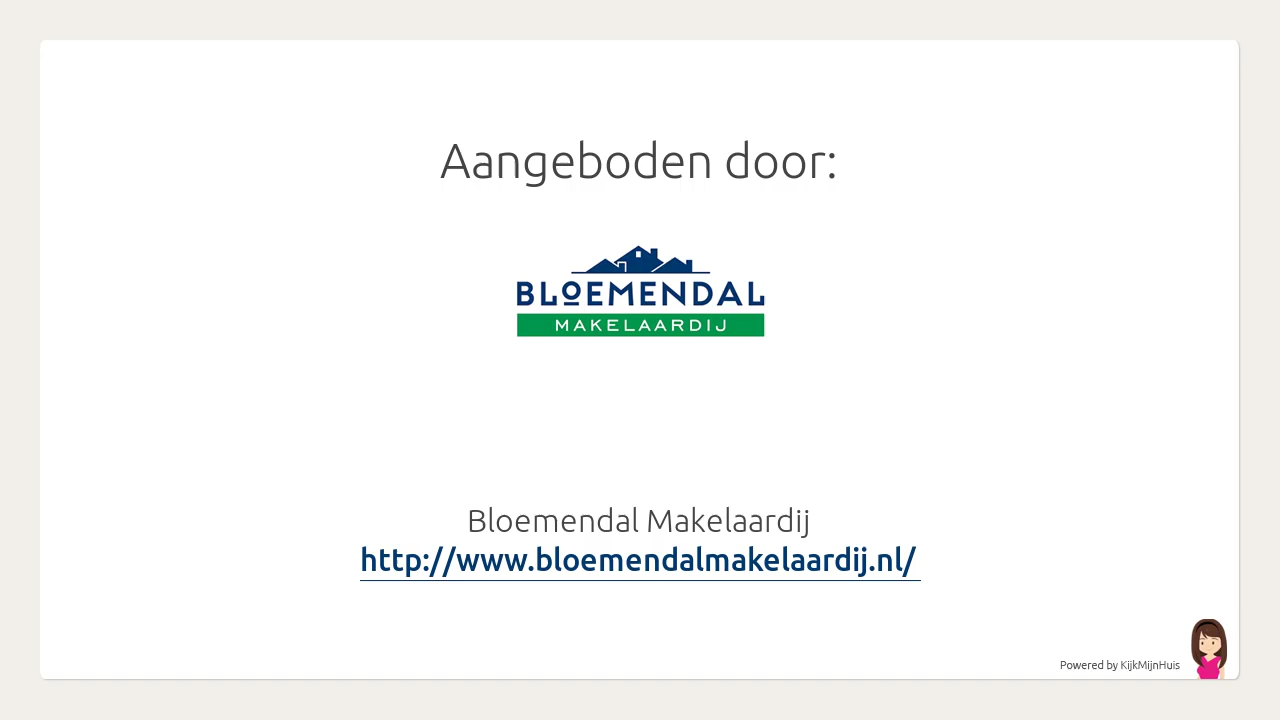 Aangeboden door:
BLOEMENDAL
MAKELAARDIJ
Bloemendal Makelaardij
http://www.bloemendalmakelaardij.nl/
Powered by KijkMijnHuis